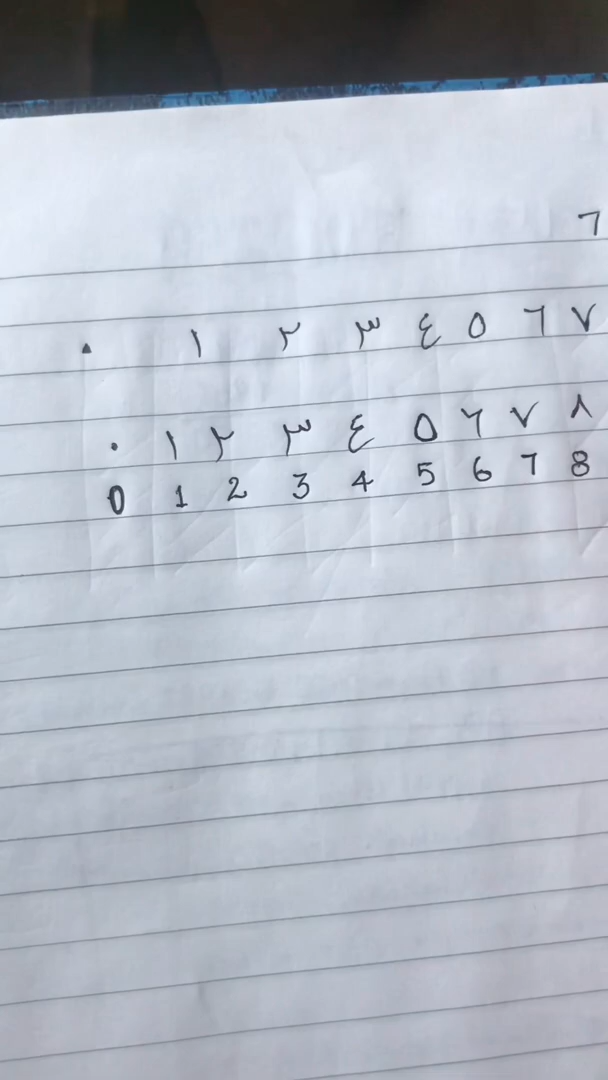 ٦
٠ ١ ٢ ٣ ٤ ٥ ٦ ٧
٠ ١ ٢ ٣ ٤ ٥ ٦ ٧ ٨
0 1 2 3 4 5 6 7 8